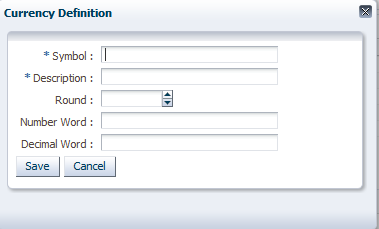 Currency Definition
* Symbol :
* Description :
Round :
Number Word :
Decimal Word :
Save Cancel